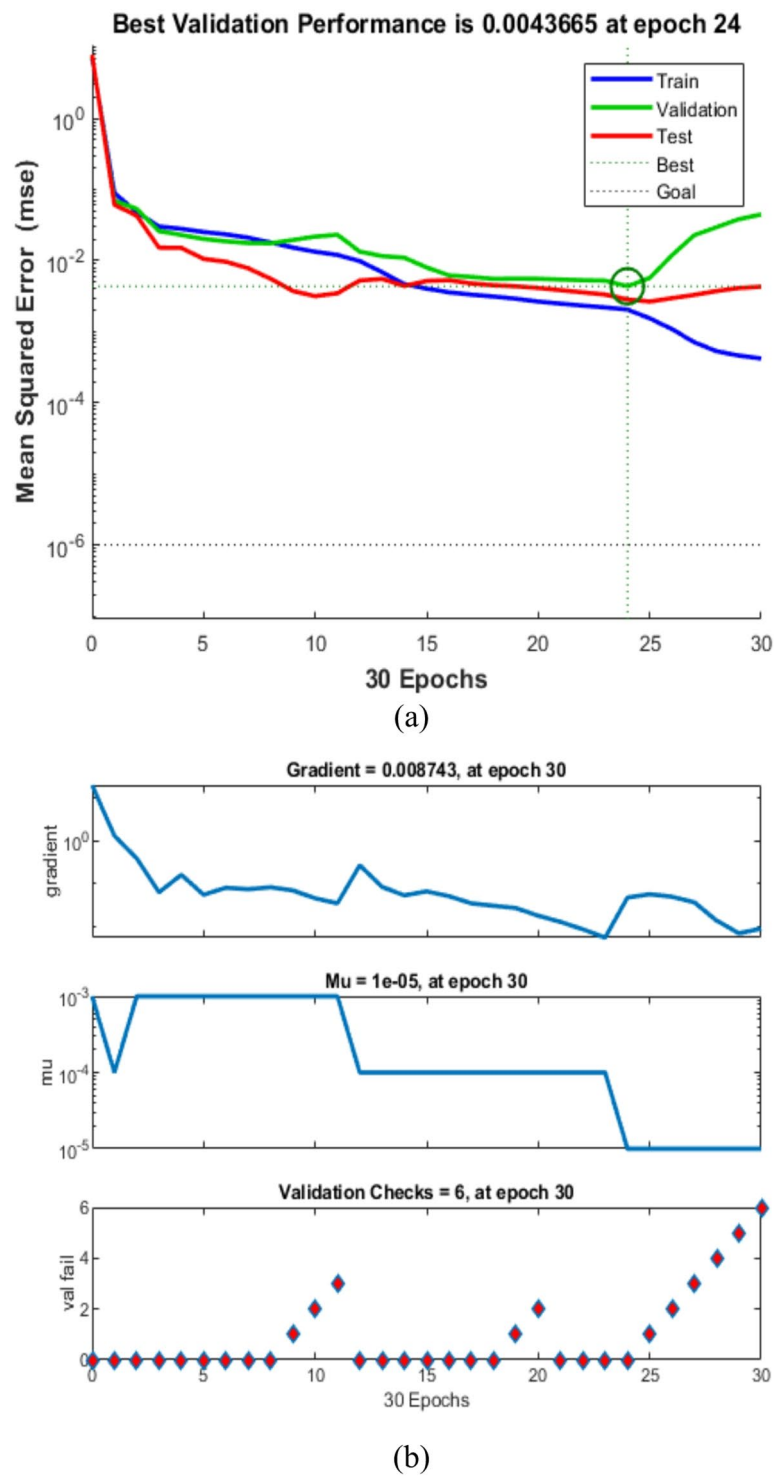 Best Validation Performance is 0.0043665 at epoch 24
Mean Squared Error (mse)
10^0
10^-2
10^-4
10^-6
Train
Validation
Test
Best
Goal
0 5 10 15 20 25 30
30 Epochs
(a)
Gradient = 0.008743, at epoch 30
gradient
10^0
Mu = 1e-05, at epoch 30
mu
10^-3
10^-4
10^-5
Validation Checks = 6, at epoch 30
val fail
6
4
2
0
0 5 10 15 20 25 30
30 Epochs
(b)